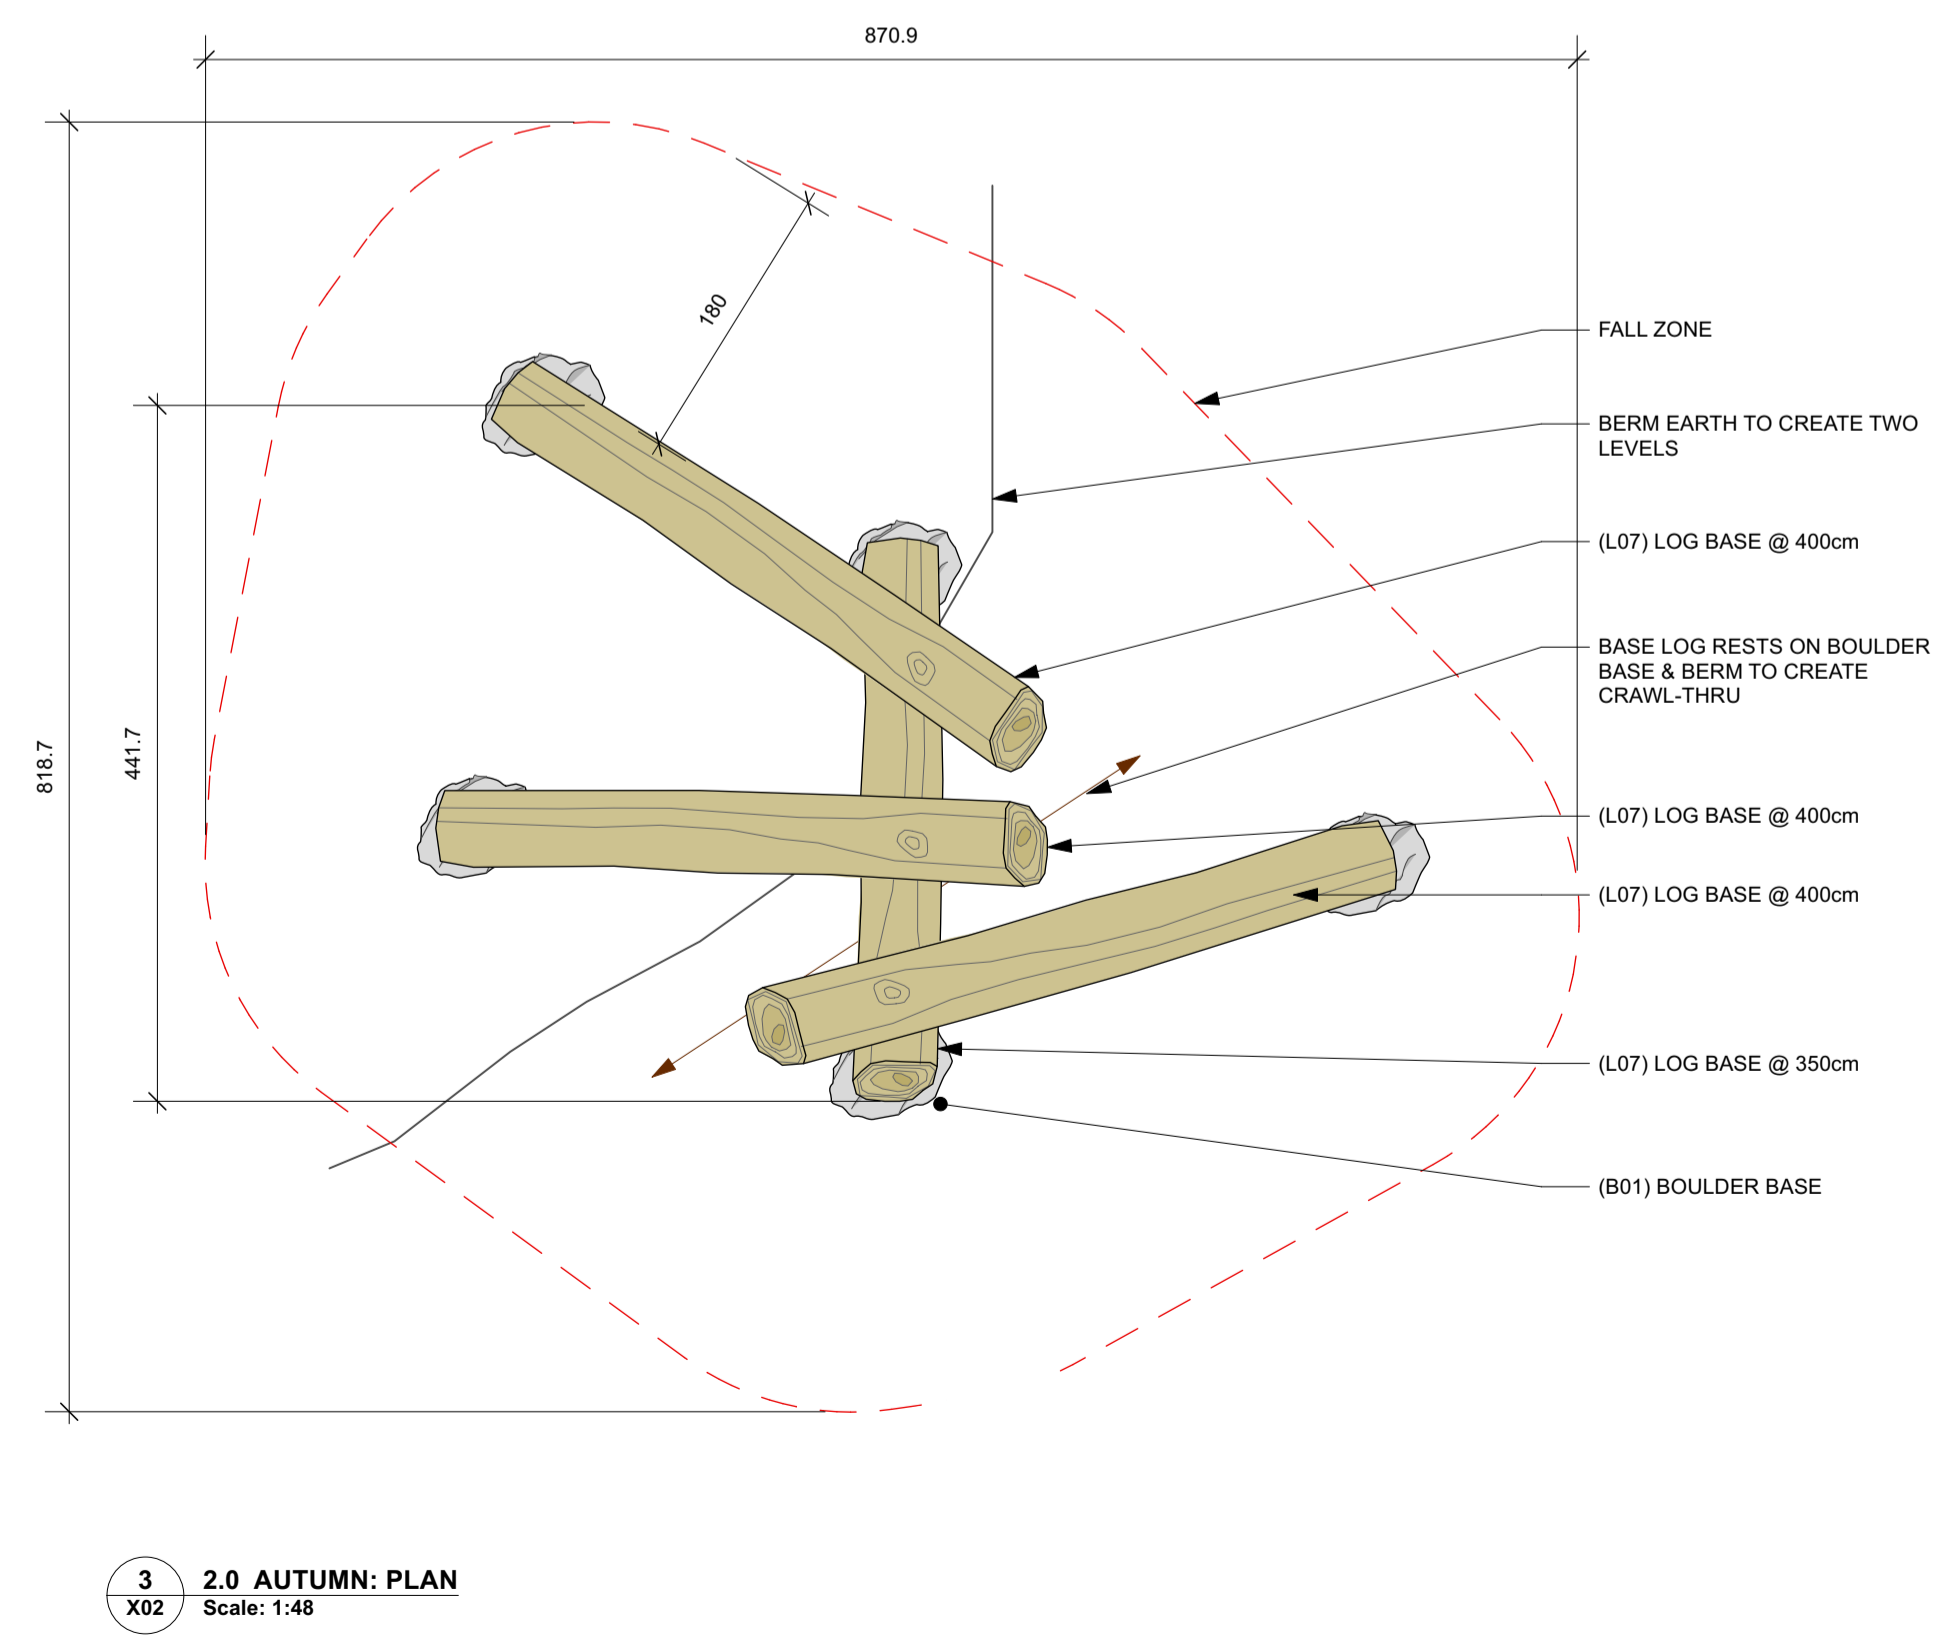 870.9
180
FALL ZONE
BERM EARTH TO CREATE TWO
LEVELS
(L07) LOG BASE @ 400cm
BASE LOG RESTS ON BOULDER
BASE & BERM TO CREATE
CRAWL-THRU
818.7
441.7
(L07) LOG BASE @ 400cm
(L07) LOG BASE @ 400cm
(L07) LOG BASE @ 350cm
(B01) BOULDER BASE
3
X02
2.0 AUTUMN: PLAN
Scale: 1:48